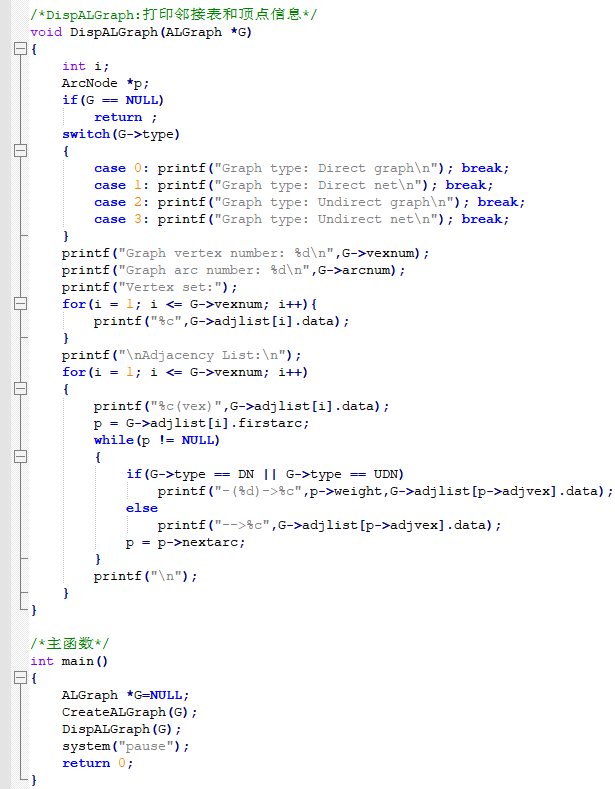 /*DispALGraph:打印邻接表和顶点信息*/
void DispALGraph(ALGraph *G)
{
    int i;
    ArcNode *p;
    if(G == NULL)
        return ;
    switch(G->type)
    {
        case 0: printf("Graph type: Direct graph\n"); break;
        case 1: printf("Graph type: Direct net\n"); break;
        case 2: printf("Graph type: Undirect graph\n"); break;
        case 3: printf("Graph type: Undirect net\n"); break;
    }
    printf("Graph vertex number: %d\n",G->vexnum);
    printf("Graph arc number: %d\n",G->arcnum);
    printf("Vertex set:");
    for(i = 1; i <= G->vexnum; i++){
        printf("%c",G->adjlist[i].data);
    }
    printf("\nAdjacency List:\n");
    for(i = 1; i <= G->vexnum; i++)
    {
        printf("%c(vex)",G->adjlist[i].data);
        p = G->adjlist[i].firstarc;
        while(p != NULL)
        {
            if(G->type == DN || G->type == UDN)
                printf("-(%d)->%c",p->weight,G->adjlist[p->adjvex].data);
            else
                printf("-->%c",G->adjlist[p->adjvex].data);
            p = p->nextarc;
        }
        printf("\n");
    }
}
/*主函数*/
int main()
{
    ALGraph *G=NULL;
    CreateALGraph(G);
    DispALGraph(G);
    system("pause");
    return 0;
}